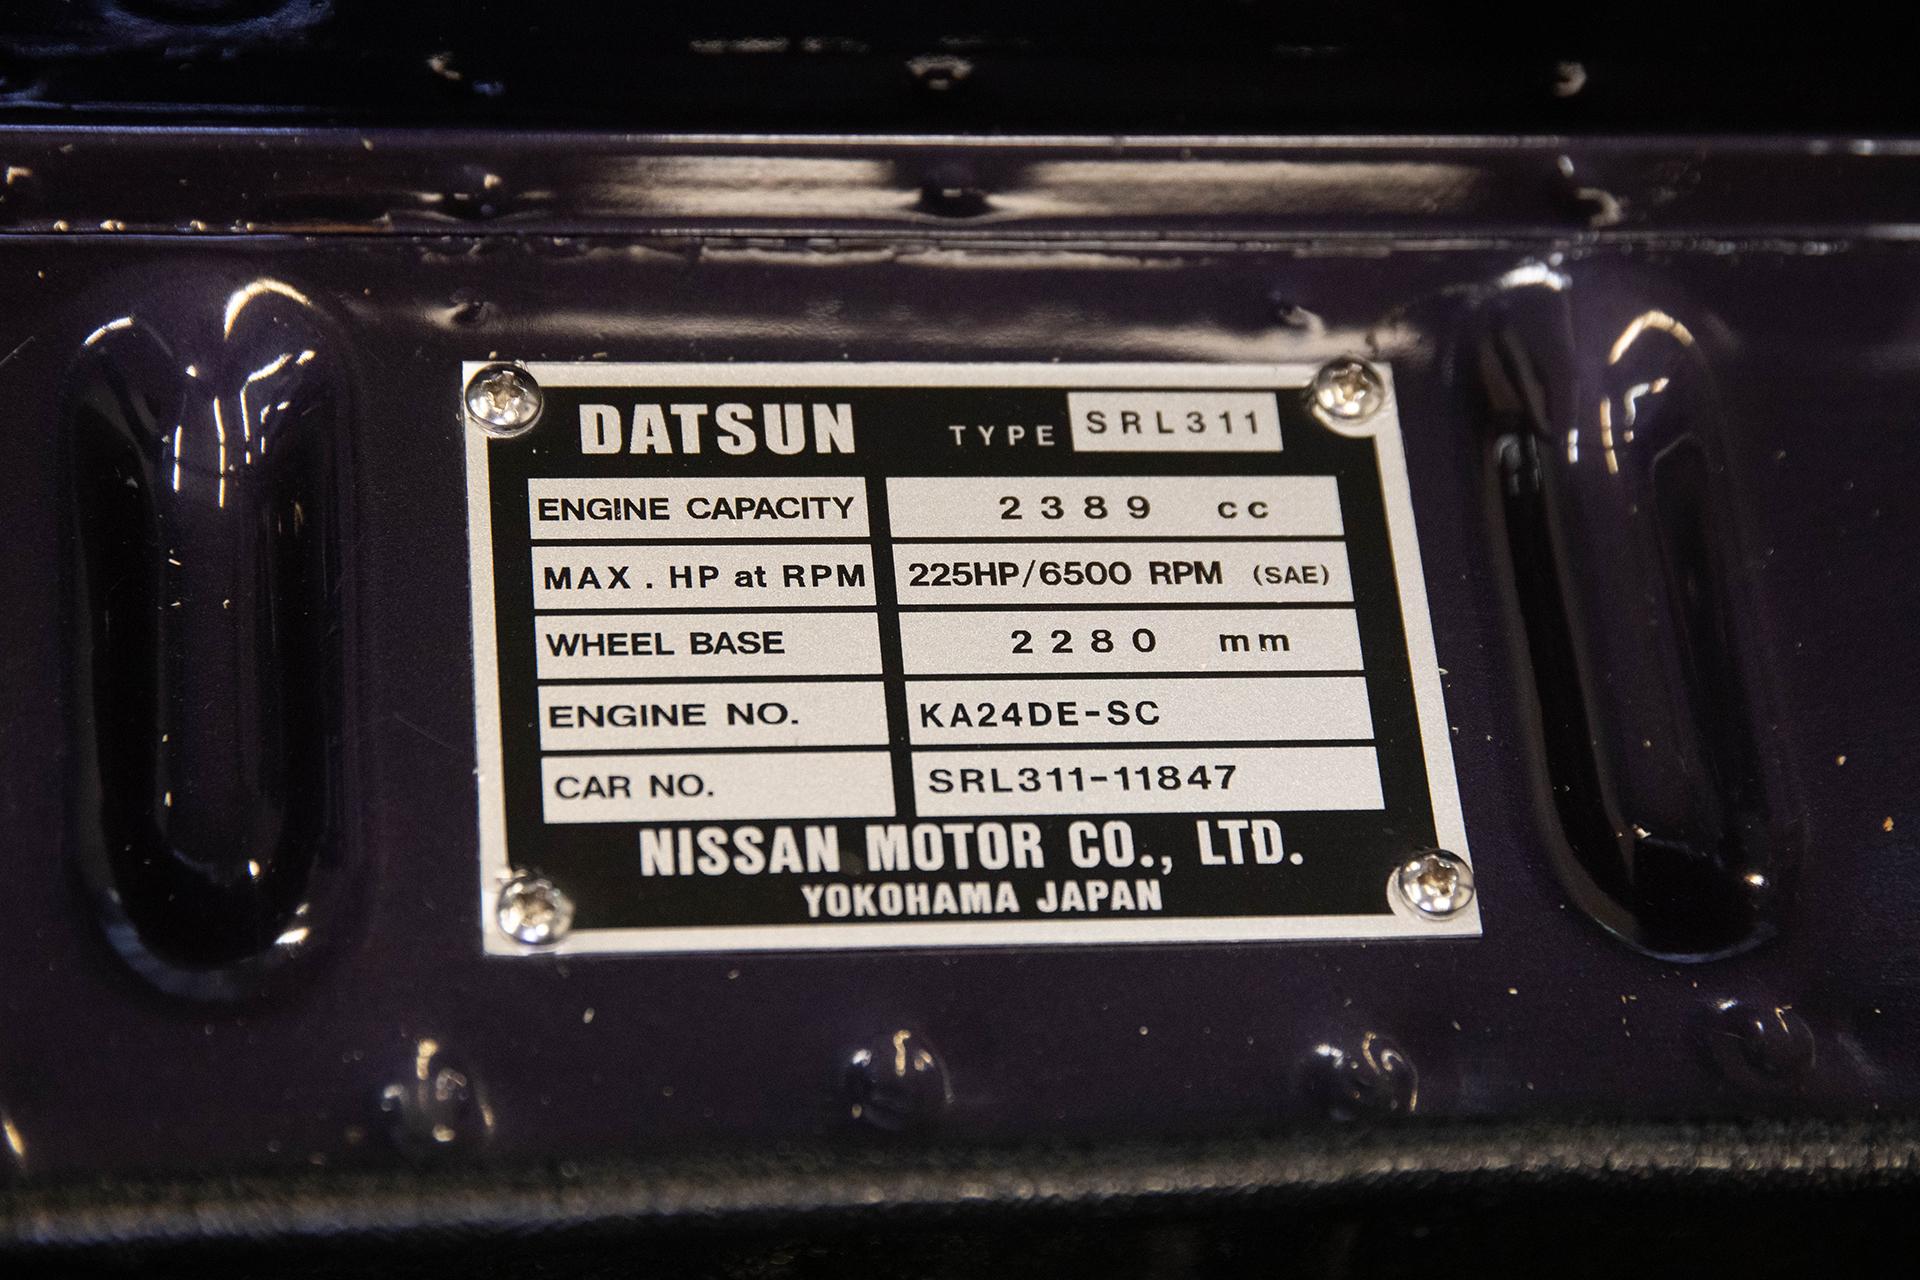 DATSUN TYPE SRL311
ENGINE CAPACITY 2389 cc
MAX. HP at RPM 225HP/6500 RPM (SAE)
WHEEL BASE 2280 mm
ENGINE NO. KA24DE-SC
CAR NO. SRL311-11847
NISSAN MOTOR CO., LTD.
YOKOHAMA JAPAN